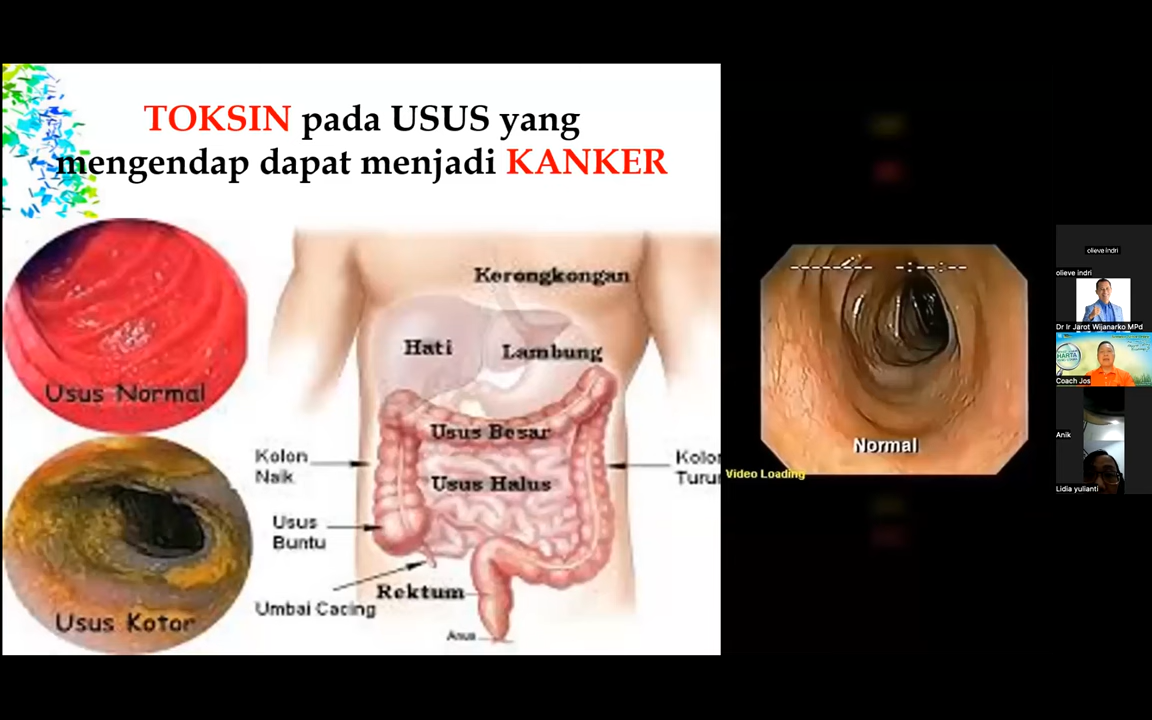 TOKSIN pada USUS yang
mengendap dapat menjadi KANKER
Usus Normal
Usus Kotor
Kerongkongan
Hati
Lambung
Usus Besar
Usus Halus
Kolon
Naik
Usus
Buntu
Umbai Cacing
Rektum
Anus
Kolon
Turun
Normal
Video Loading
olieve indri
olieve indri
Dr Ir Jarot Wijanarko MPd
HARTA
Coach Jos
Anik
Lidia yulianti